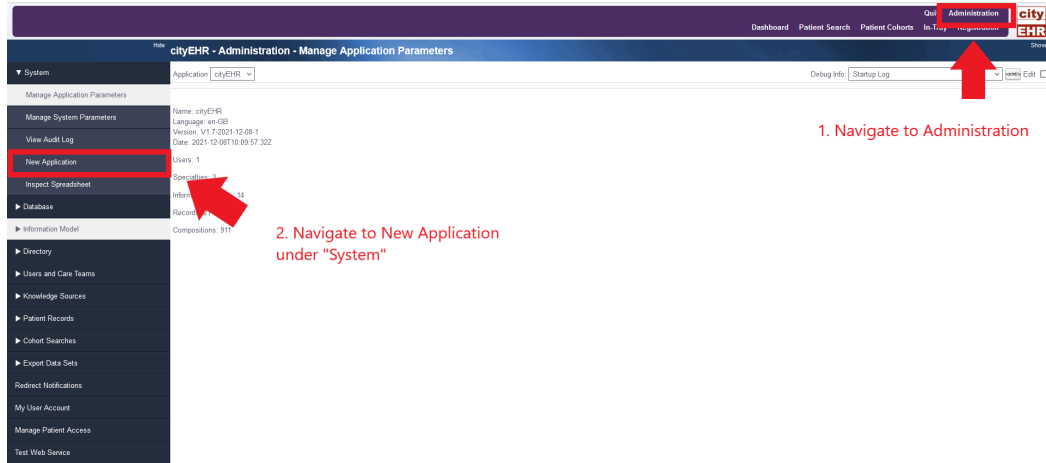 Quit Administration
city
Dashboard Patient Search Patient Cohorts In-Tray Registration
EHR
Hide
cityEHR - Administration - Manage Application Parameters
Show
▼ System
Application cityEHR
Debug Info: Startup Log
Edit
Manage Application Parameters
Name: cityEHR
Manage System Parameters
Language: en-GB
Version: V1.7-2021-12-08-1
1. Navigate to Administration
View Audit Log
Date: 2021-12-08T10:09:57.32Z
New Application
Users: 1
Inspect Spreadsheet
Specialties: 3
14
▶ Database
Compositions: 911
▶ Information Model
2. Navigate to New Application
under "System"
▶ Directory
▶ Users and Care Teams
▶ Knowledge Sources
▶ Patient Records
▶ Cohort Searches
▶ Export Data Sets
Redirect Notifications
My User Account
Manage Patient Access
Test Web Service